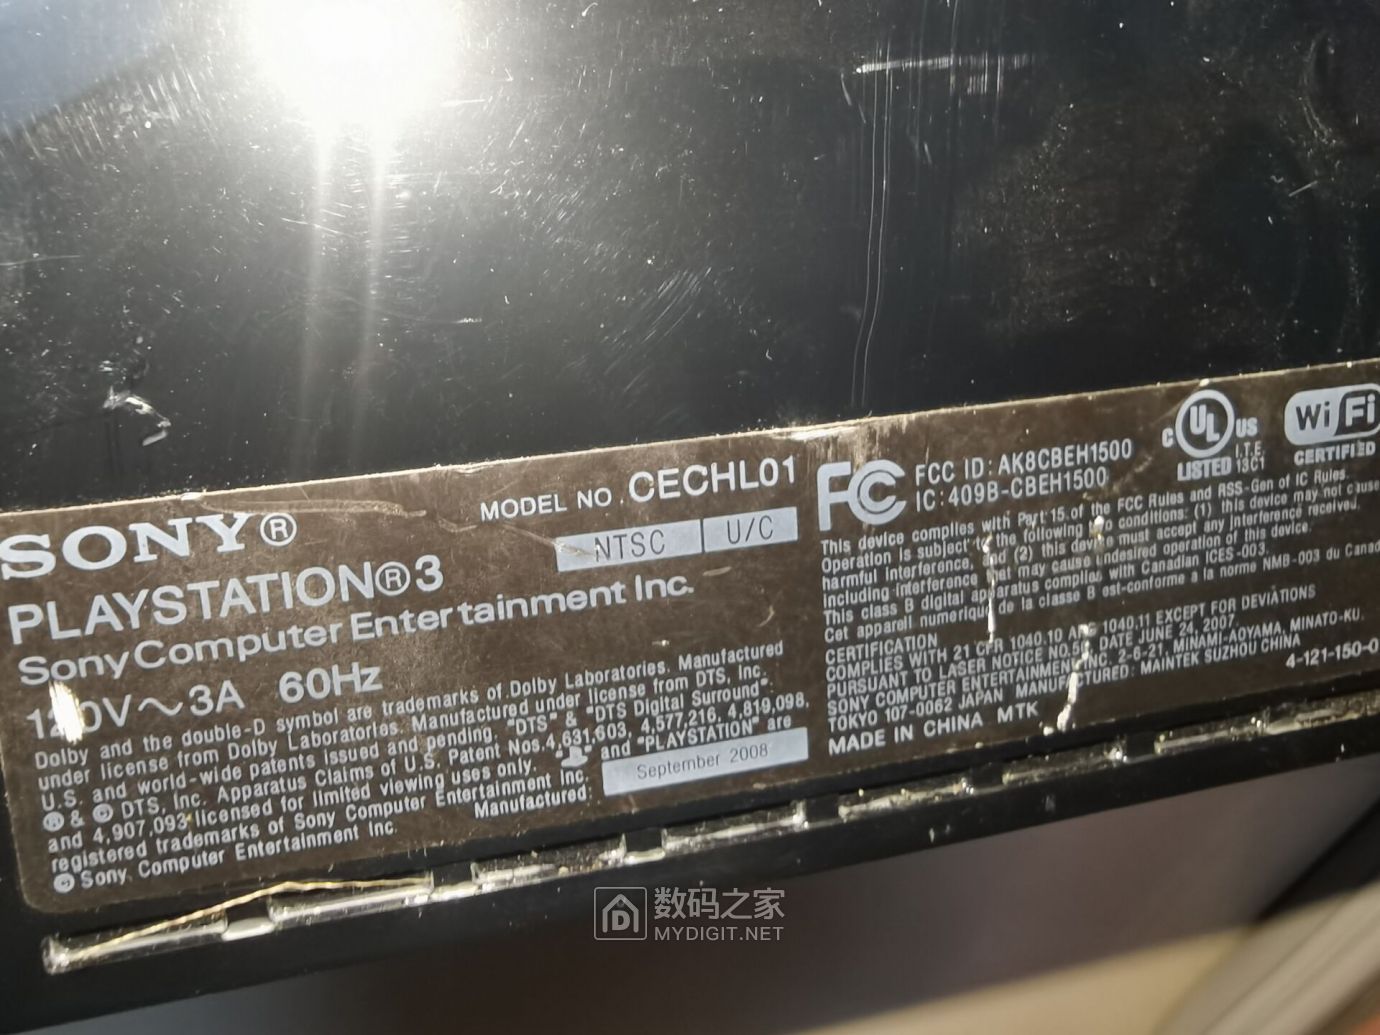 SONY®
PLAYSTATION®3
Sony Computer Entertainment Inc.
120V～3A 60Hz
MODEL NO. CECHL01
NTSC U/C
Dolby and the double-D symbol are trademarks of Dolby Laboratories. Manufactured
under license from Dolby Laboratories. Manufactured under license from DTS, Inc.
U.S. and world-wide patents issued and pending. "DTS" & "DTS Digital Surround"
® & © DTS, Inc. Apparatus Claims of U.S. Patent Nos. 4,631,603, 4,577,216, 4,819,098,
and 4,907,093 licensed for limited viewing uses only. and "PLAYSTATION" are
registered trademarks of Sony Computer Entertainment Inc.
© Sony Computer Entertainment Inc.
Manufactured: September 2008
FCC ID: AK8CBEH1500
IC: 409B-CBEH1500
C UL US
LISTED I.T.E. 13C1
Wi Fi
CERTIFIED
This device complies with Part 15 of the FCC Rules and RSS-Gen of IC Rules.
Operation is subject to the following two conditions: (1) this device may not cause
harmful interference, and (2) this device must accept any interference received,
including interference that may cause undesired operation of this device.
This class B digital apparatus complies with Canadian ICES-003.
Cet appareil numérique de la classe B est-conforme a la norme NMB-003 du Canada
CERTIFICATION
COMPLIES WITH 21 CFR 1040.10 AND 1040.11 EXCEPT FOR DEVIATIONS
PURSUANT TO LASER NOTICE NO.50, DATE JUNE 24, 2007.
SONY COMPUTER ENTERTAINMENT INC. 2-6-21, MINAMI-AOYAMA, MINATO-KU,
TOKYO 107-0062 JAPAN MANUFACTURED: MAINTEK SUZHOU CHINA
MADE IN CHINA MTK
4-121-150-0
数码之家
MYDIGIT.NET